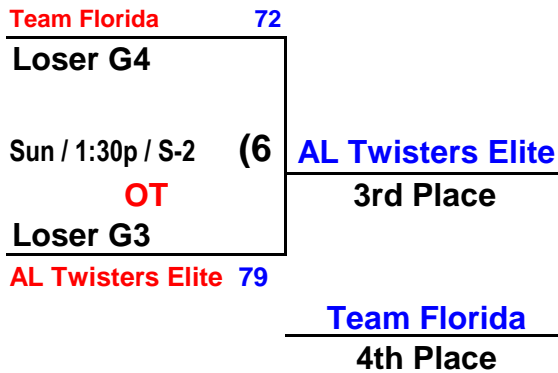 Team Florida 72
Loser G4
Sun / 1:30p / S-2 (6
AL Twisters Elite
OT
3rd Place
Loser G3
AL Twisters Elite 79
Team Florida
4th Place